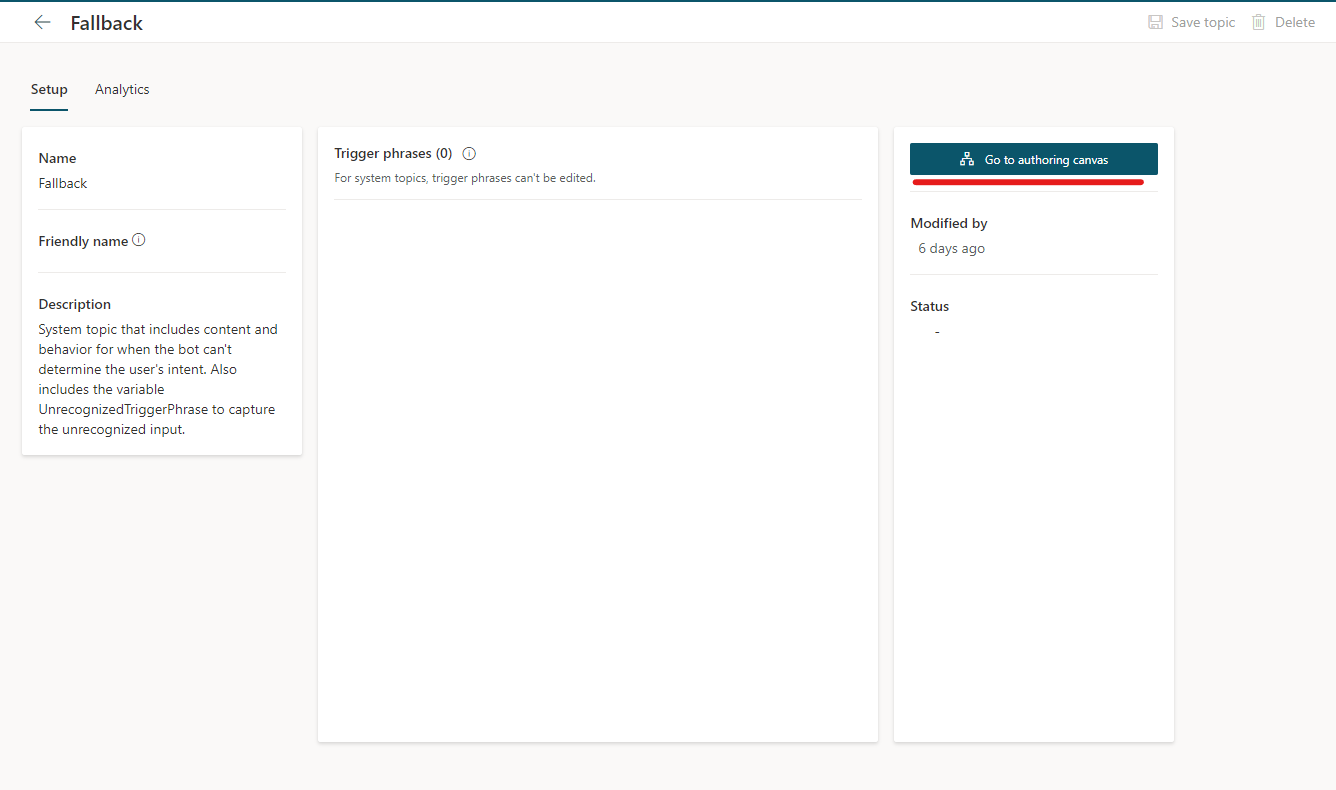 Fallback
Save topic
Delete
Setup
Analytics
Name
Fallback
Friendly name
Description
System topic that includes content and
behavior for when the bot can't
determine the user's intent. Also
includes the variable
UnrecognizedTriggerPhrase to capture
the unrecognized input.
Trigger phrases (0)
For system topics, trigger phrases can't be edited.
Go to authoring canvas
Modified by
6 days ago
Status
-